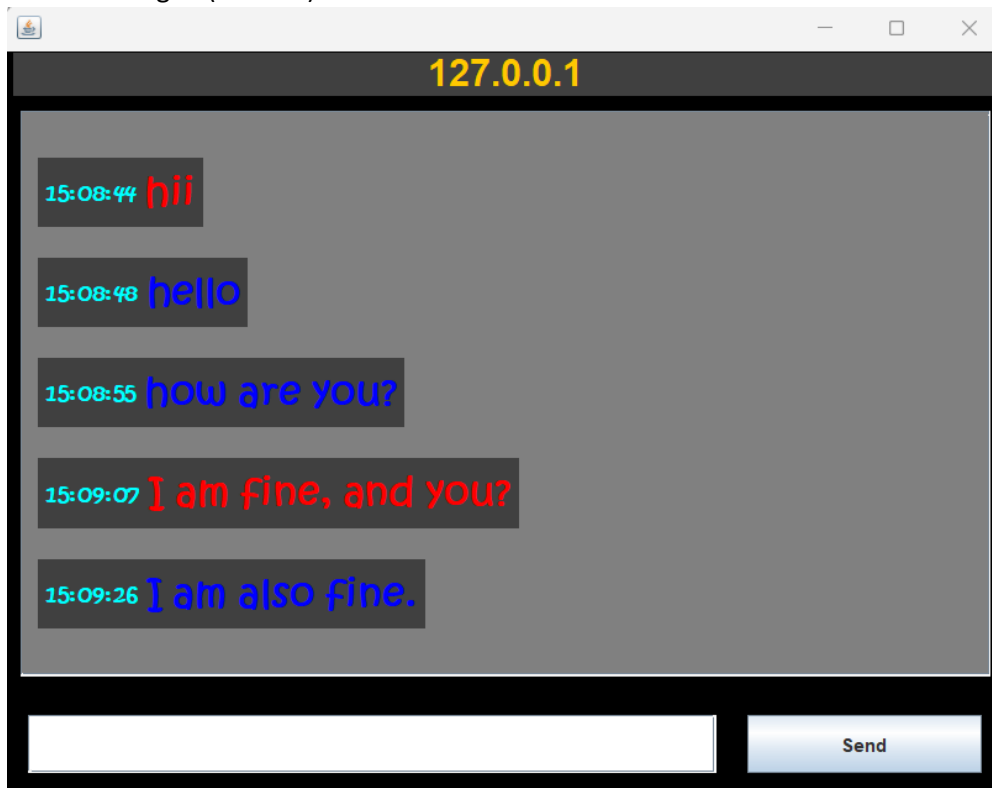 127.0.0.1
15:08:44 hii
15:08:48 hello
15:08:55 how are you?
15:09:07 I am fine, and you?
15:09:26 I am also fine.
Send